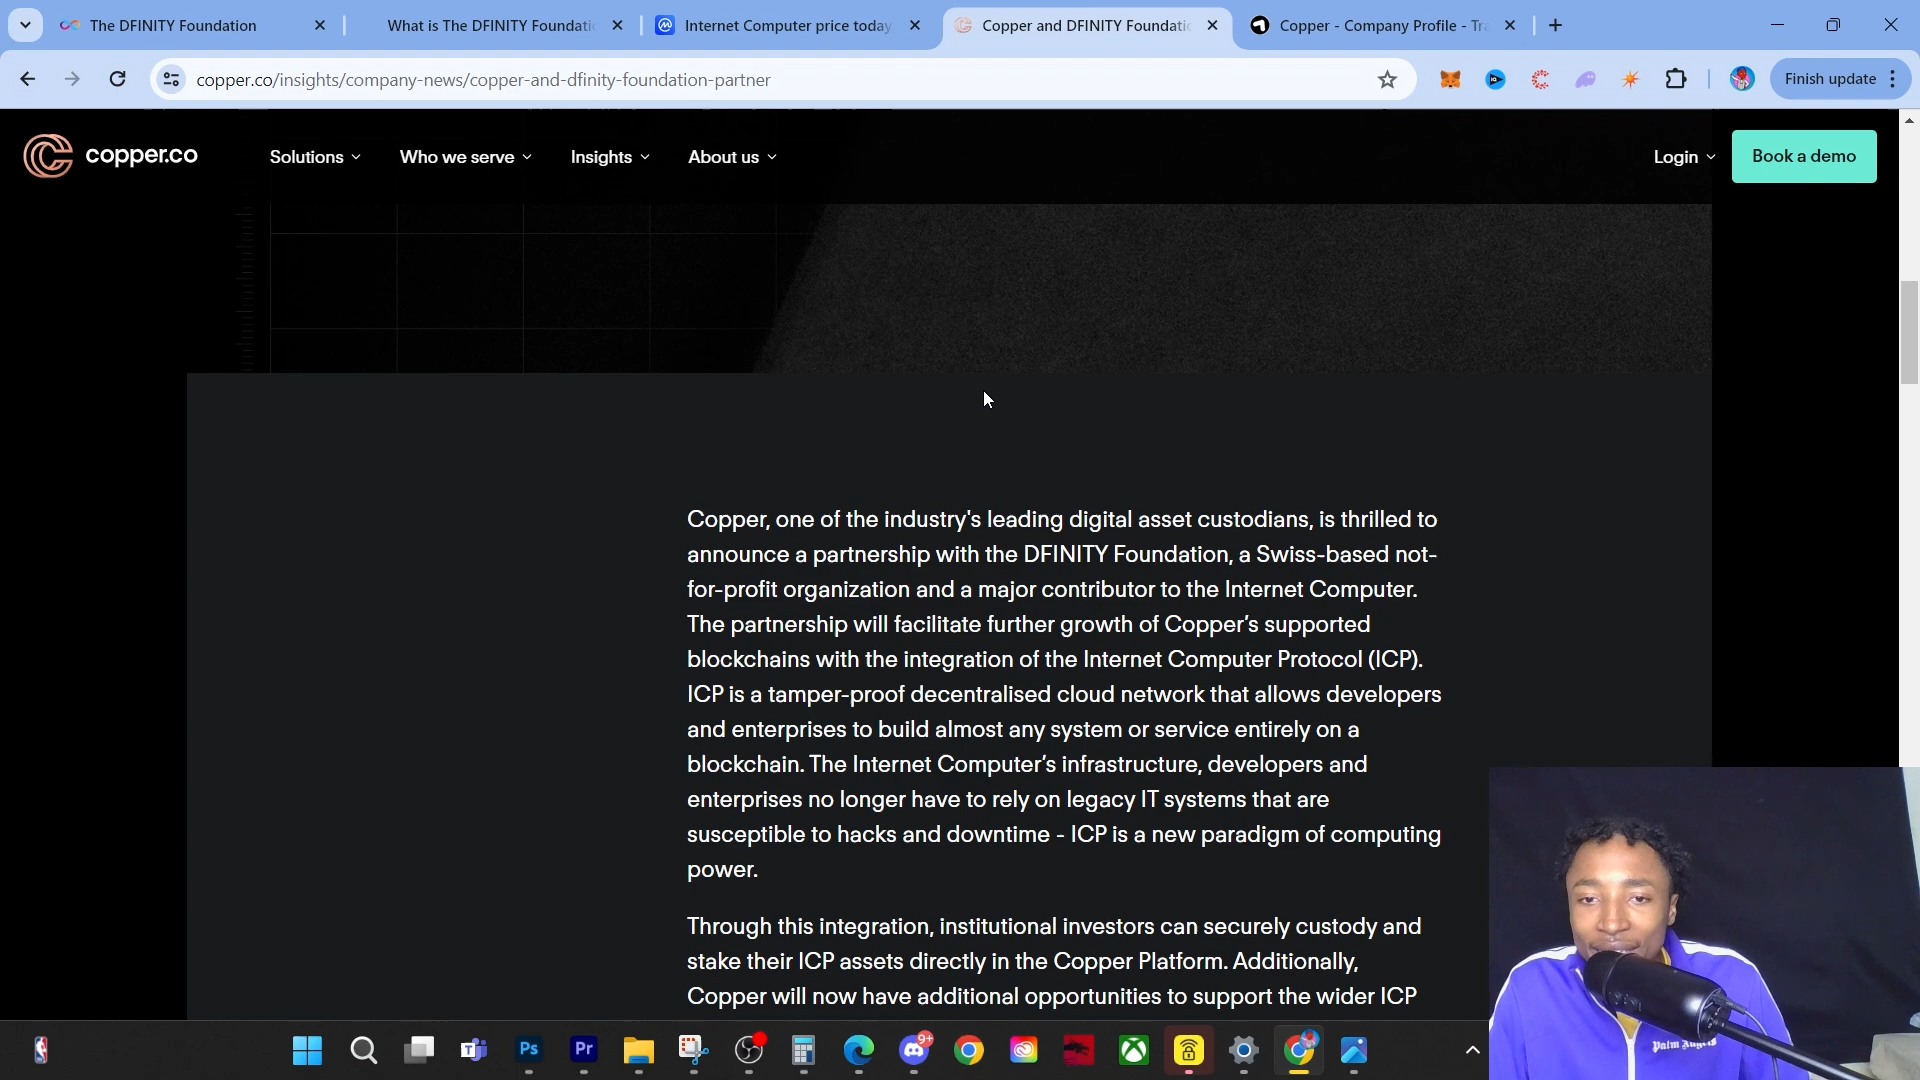 The DFINITY Foundation
What is The DFINITY Foundatio
Internet Computer price today
Copper and DFINITY Foundatio
Copper - Company Profile - Tra
copper.co/insights/company-news/copper-and-dfinity-foundation-partner
Finish update
copper.co
Solutions
Who we serve
Insights
About us
Login
Book a demo
Copper, one of the industry's leading digital asset custodians, is thrilled to
announce a partnership with the DFINITY Foundation, a Swiss-based not-
for-profit organization and a major contributor to the Internet Computer.
The partnership will facilitate further growth of Copper's supported
blockchains with the integration of the Internet Computer Protocol (ICP).
ICP is a tamper-proof decentralised cloud network that allows developers
and enterprises to build almost any system or service entirely on a
blockchain. The Internet Computer's infrastructure, developers and
enterprises no longer have to rely on legacy IT systems that are
susceptible to hacks and downtime - ICP is a new paradigm of computing
power.
Through this integration, institutional investors can securely custody and
stake their ICP assets directly in the Copper Platform. Additionally,
Copper will now have additional opportunities to support the wider ICP
Palm Angels
Ps
Pr
9+